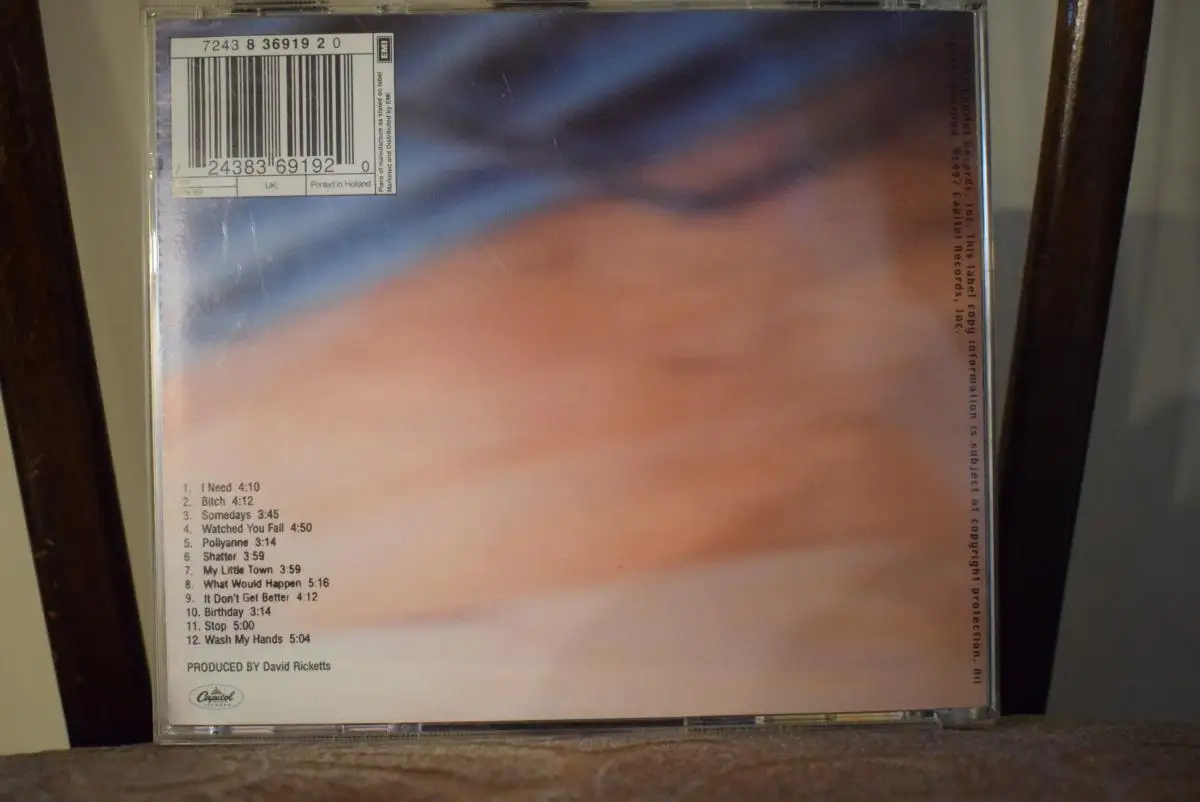 7243 8 36919 2 0
EMI
Place of manufacture as stated on label
Marketed and Distributed by EMI
7 24383 69192 0
UK:
Printed in Holland
1. I Need 4:10
2. Bitch 4:12
3. Somedays 3:45
4. Watched You Fall 4:50
5. Pollyanne 3:14
6 Shatter 3:59
7. My Little Town 3:59
8. What Would Happen 5:16
9. It Don't Get Better 4:12
10. Birthday 3:14
11. Stop 5:00
12. Wash My Hands 5:04
PRODUCED BY David Ricketts
Capitol
RECORDS
Capitol Records, Inc. This label copy information is subject of copyright protection. All
©1997 Capitol Records, Inc.